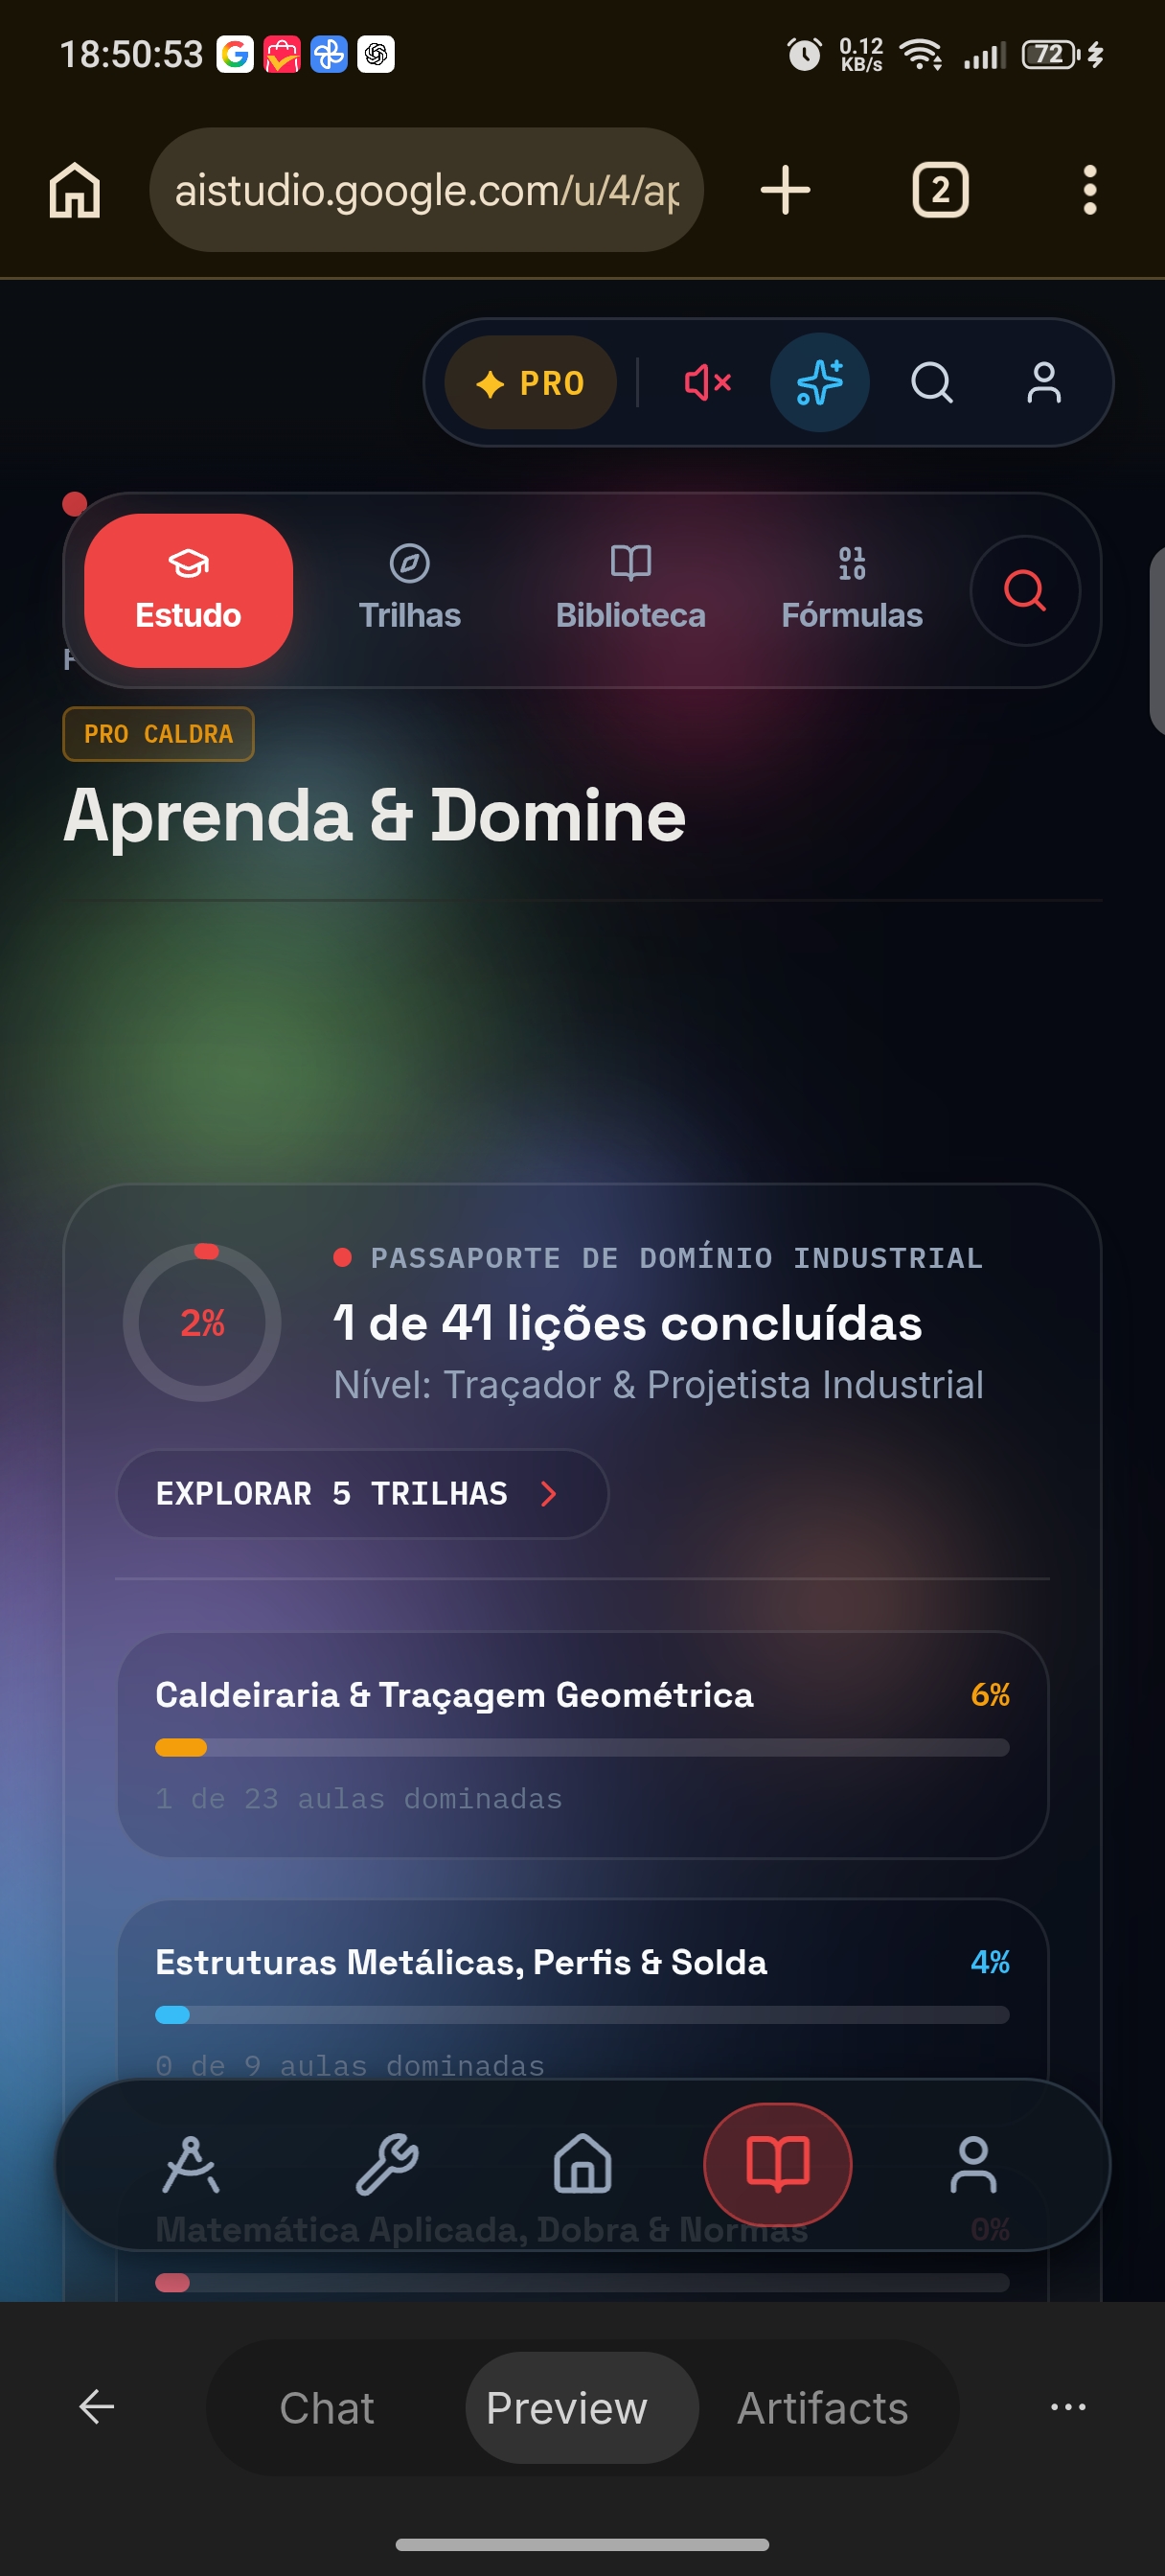 18:50:53
0.12
KB/s
72
aistudio.google.com/u/4/ap
2
PRO
Estudo
Trilhas
Biblioteca
01
10
Fórmulas
PRO CALDRA
Aprenda & Domine
2%
PASSAPORTE DE DOMÍNIO INDUSTRIAL
1 de 41 lições concluídas
Nível: Traçador & Projetista Industrial
EXPLORAR 5 TRILHAS
Caldeiraria & Traçagem Geométrica
6%
1 de 23 aulas dominadas
Estruturas Metálicas, Perfis & Solda
4%
0 de 9 aulas dominadas
Matemática Aplicada, Dobra & Normas
0%
Chat
Preview
Artifacts